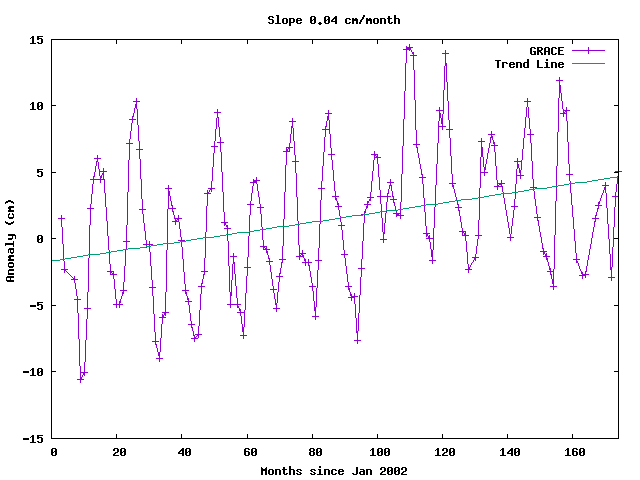 Slope 0.04 cm/month
GRACE
Trend Line
15
10
5
0
-5
-10
-15
Anomaly (cm)
0 20 40 60 80 100 120 140 160
Months since Jan 2002